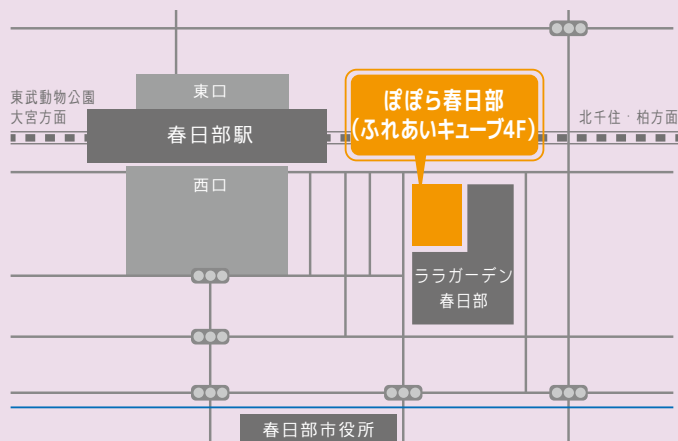 東口
東武動物公園
大宮方面
春日部駅
ぽぽら春日部
(ふれあいキューブ4F)
北千住・柏方面
西口
ララガーデン
春日部
春日部市役所